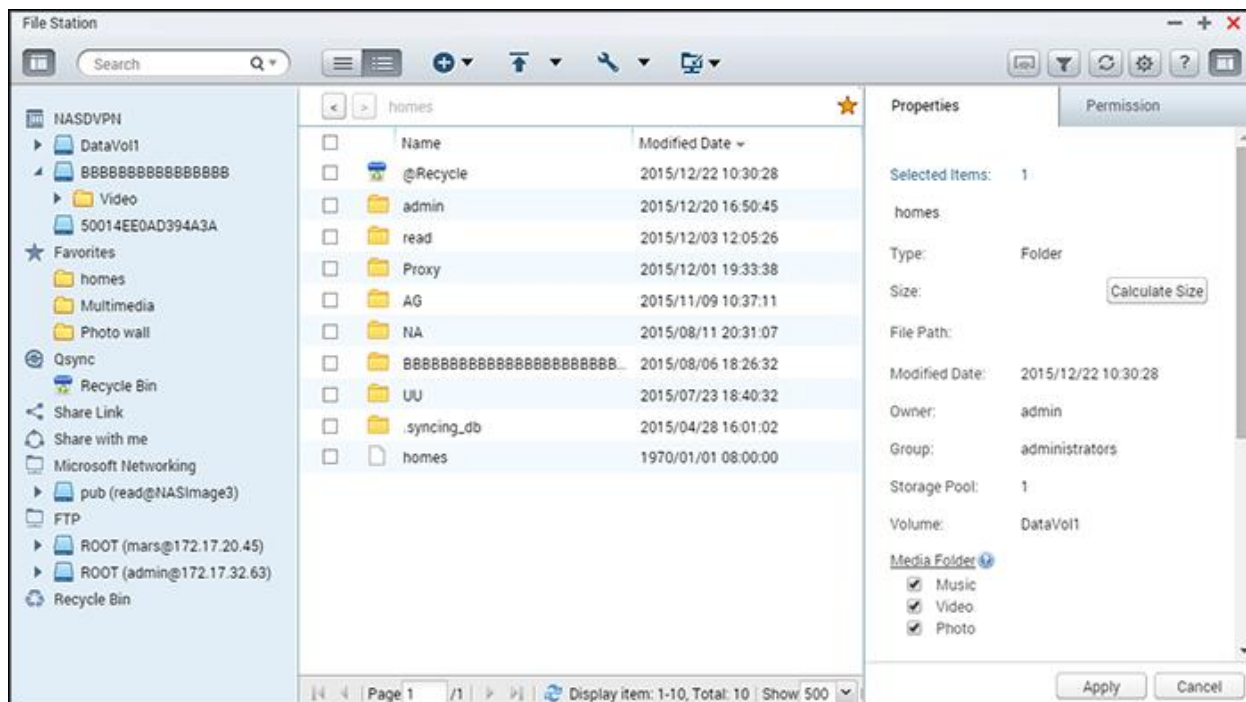 File Station
Search
NASDVPN
DataVol1
BBBBBBBBBBBBBBBB
Video
50014EE0AD394A3A
Favorites
homes
Multimedia
Photo wall
Qsync
Recycle Bin
Share Link
Share with me
Microsoft Networking
pub (read@NASImage3)
FTP
ROOT (mars@172.17.20.45)
ROOT (admin@172.17.32.63)
Recycle Bin
< > homes
Name Modified Date
@Recycle 2015/12/22 10:30:28
admin 2015/12/20 16:50:45
read 2015/12/03 12:05:26
Proxy 2015/12/01 19:33:38
AG 2015/11/09 10:37:11
NA 2015/08/11 20:31:07
BBBBBBBBBBBBBBBBBBBBBBBB... 2015/08/06 18:26:32
UU 2015/07/23 18:40:32
.syncing_db 2015/04/28 16:01:02
homes 1970/01/01 08:00:00
Page 1 /1 Display item: 1-10, Total: 10 Show 500
Properties Permission
Selected Items: 1
homes
Type: Folder
Size: Calculate Size
File Path:
Modified Date: 2015/12/22 10:30:28
Owner: admin
Group: administrators
Storage Pool: 1
Volume: DataVol1
Media Folder
Music
Video
Photo
Apply Cancel